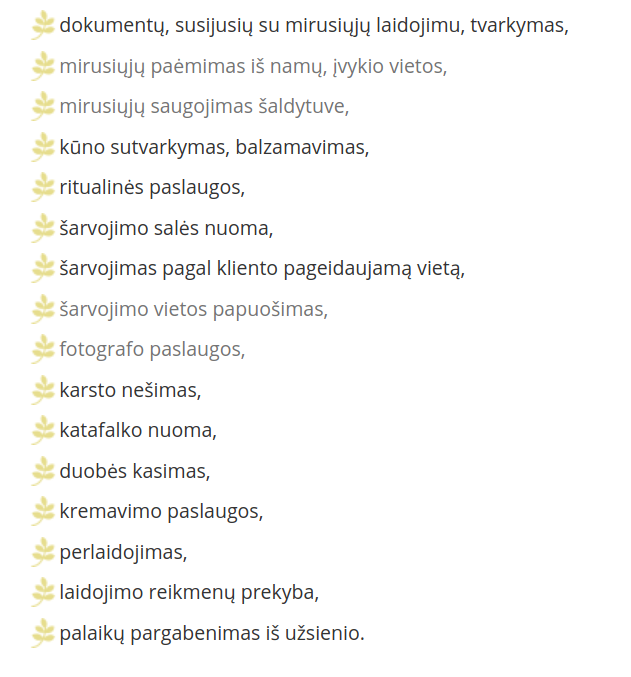 dokumentų, susijusių su mirusiųjų laidojimu, tvarkymas,
mirusiųjų paėmimas iš namų, įvykio vietos,
mirusiųjų saugojimas šaldytuve,
kūno sutvarkymas, balzamavimas,
ritualinės paslaugos,
šarvojimo salės nuoma,
šarvojimas pagal kliento pageidaujamą vietą,
šarvojimo vietos papuošimas,
fotografo paslaugos,
karsto nešimas,
katafalko nuoma,
duobės kasimas,
kremavimo paslaugos,
perlaidojimas,
laidojimo reikmenų prekyba,
palaikų pargabenimas iš užsienio.